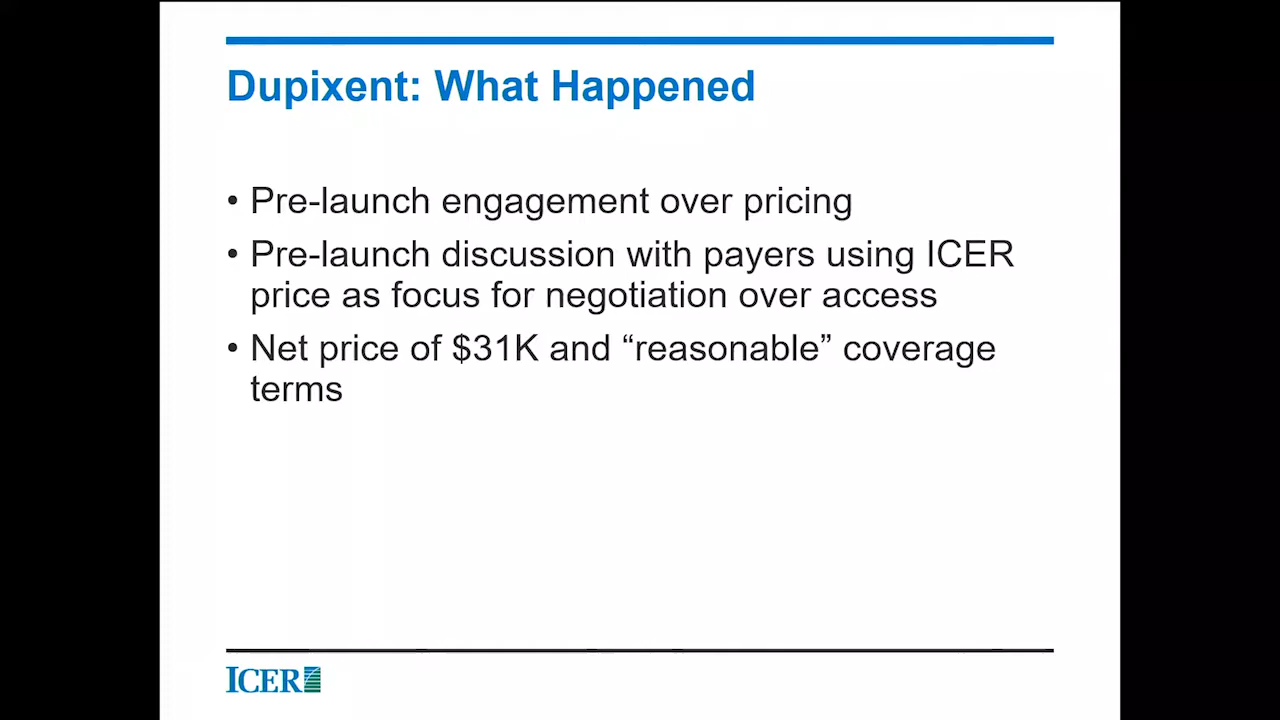 Dupixent: What Happened
• Pre-launch engagement over pricing
• Pre-launch discussion with payers using ICER
price as focus for negotiation over access
• Net price of $31K and “reasonable” coverage
terms
ICER